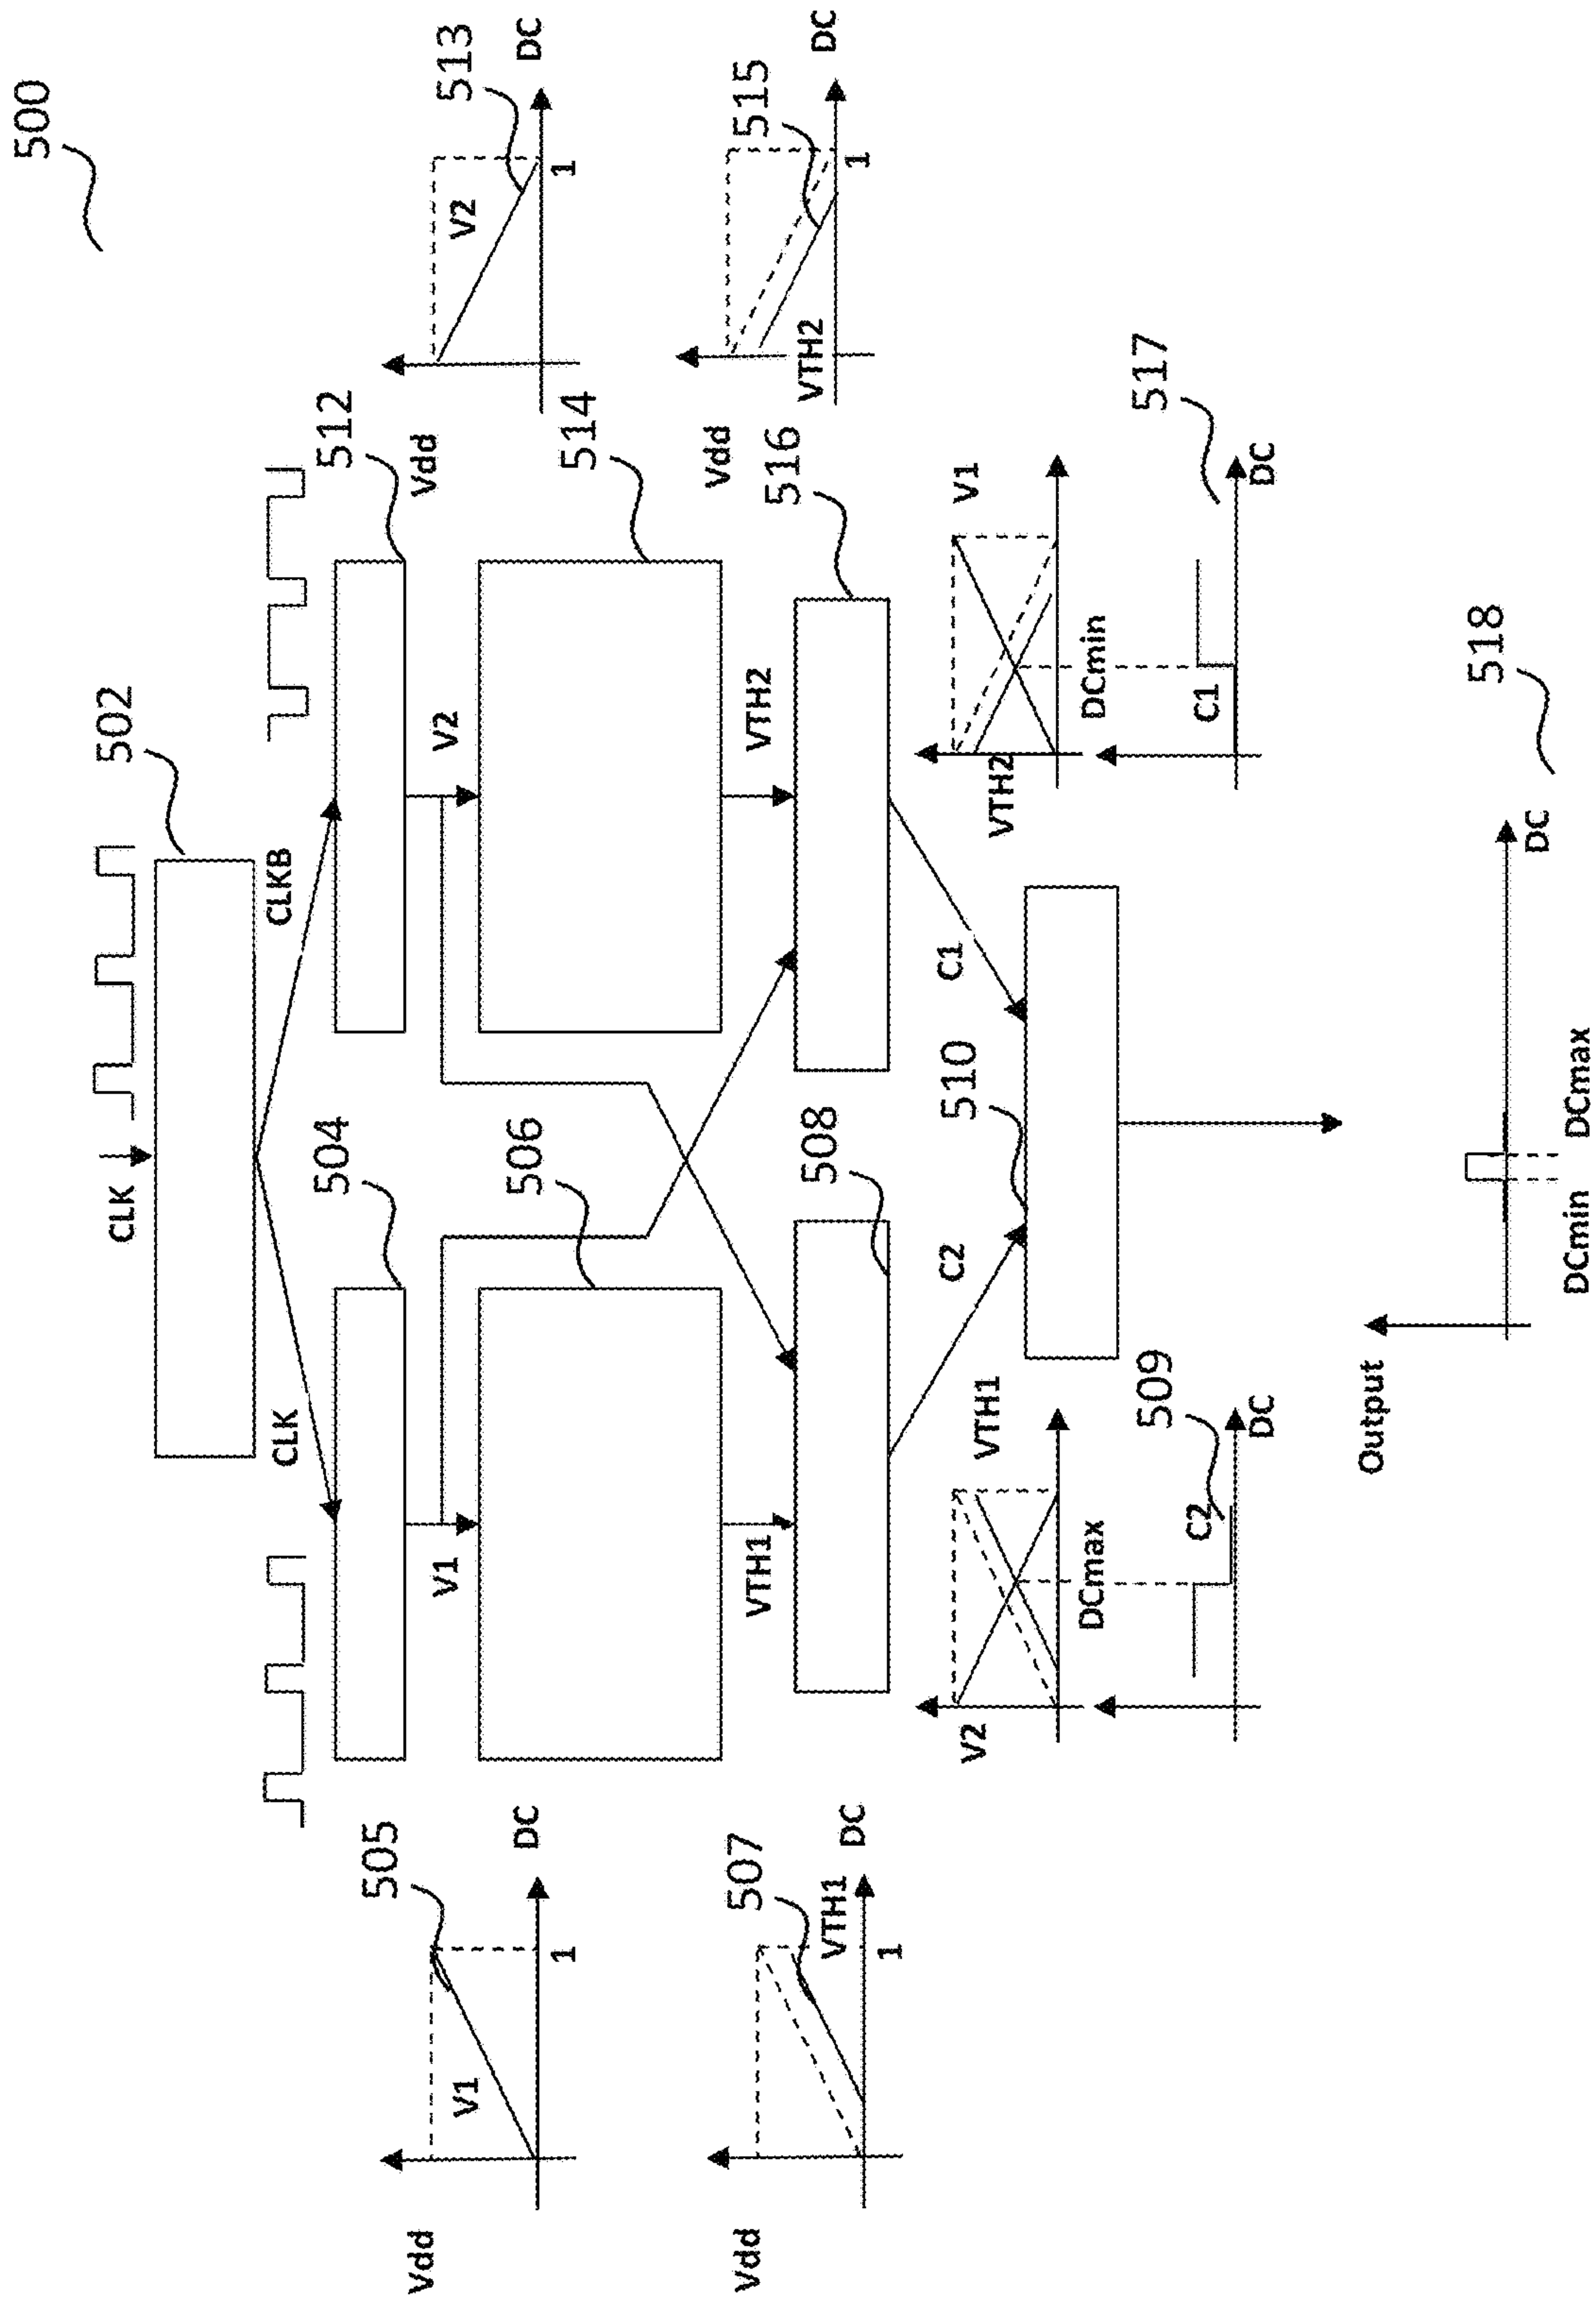 500
502
CLK
CLK
CLKB
504
512
505
V1
Vdd
DC
1
V1
V2
Vdd
V2
513
DC
1
506
514
507
Vdd
VTH1
DC
1
VTH1
VTH2
Vdd
VTH2
515
DC
1
508
516
V2
VTH1
DCmax
C2
509
DC
C2
C1
510
VTH2
V1
DCmin
C1
517
DC
Output
DCmin
DCmax
DC
518